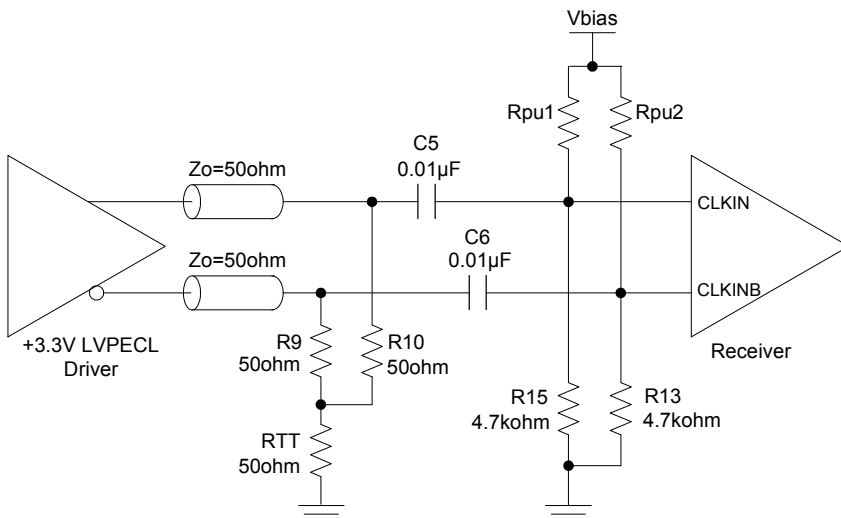 Vbias
Rpu1
Rpu2
C5
0.01µF
Zo=50ohm
CLKIN
C6
0.01µF
Zo=50ohm
CLKINB
+3.3V LVPECL
Driver
R9
50ohm
R10
50ohm
Receiver
R15
4.7kohm
R13
4.7kohm
RTT
50ohm